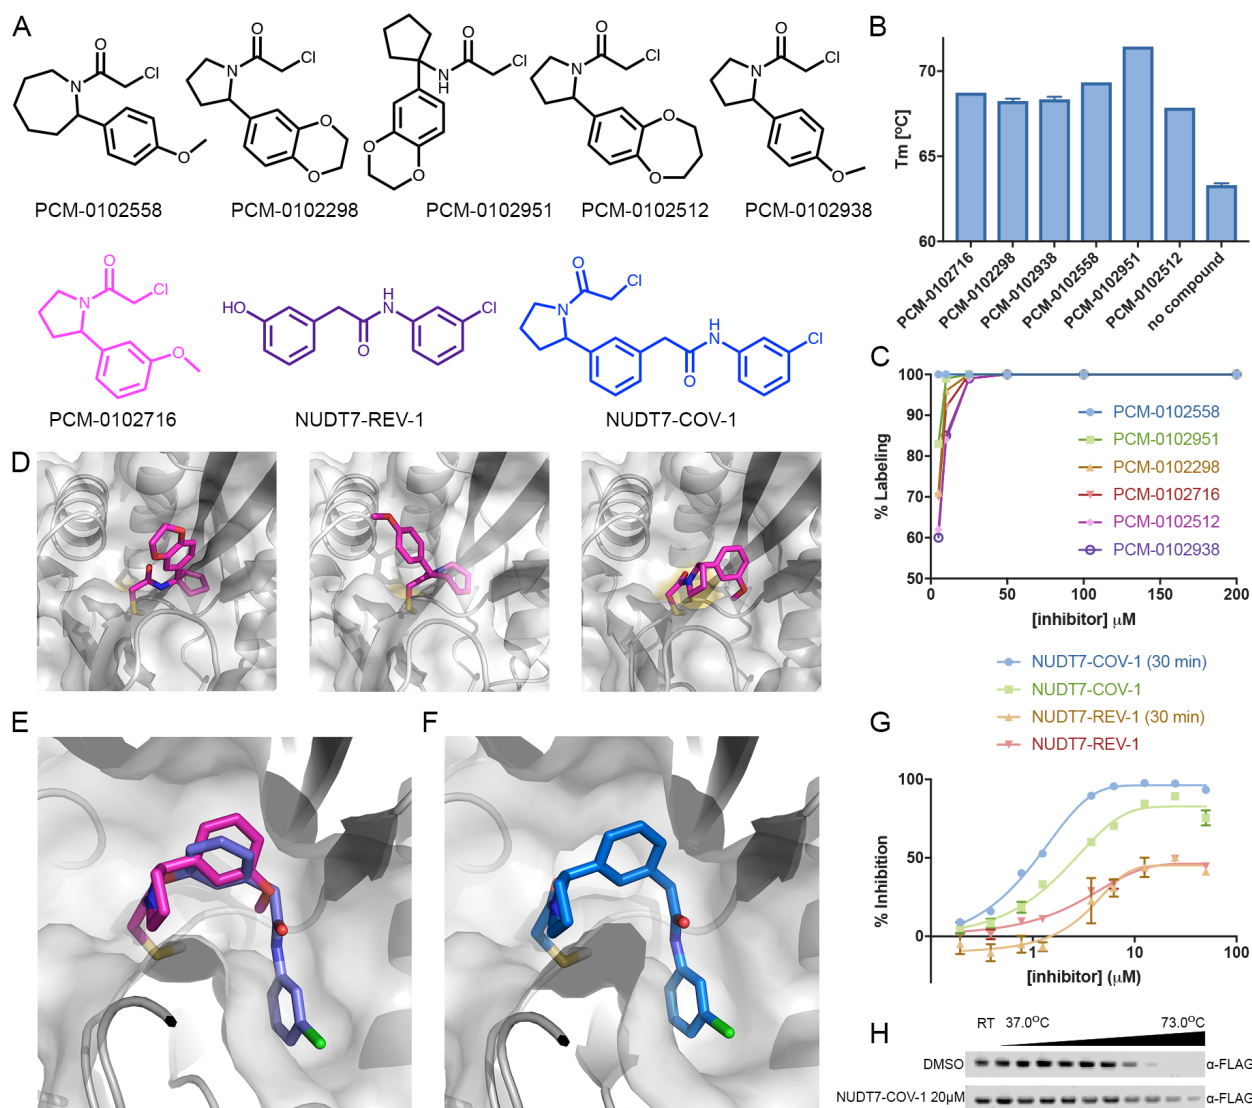 A
O
Cl
N
O
O
Cl
N
O
O
O
Cl
N
H
O
O
O
Cl
N
O
O
O
Cl
N
O
PCM-0102558
PCM-0102298
PCM-0102951
PCM-0102512
PCM-0102938
O
Cl
N
O
HO
H
N
O
Cl
O
Cl
N
H
N
O
Cl
PCM-0102716
NUDT7-REV-1
NUDT7-COV-1
B
Tm [ºC]
70
65
60
PCM-0102716
PCM-0102298
PCM-0102938
PCM-0102558
PCM-0102951
PCM-0102512
no compound
C
% Labeling
100
90
80
70
60
50
0
50
100
150
200
[inhibitor] μM
PCM-0102558
PCM-0102951
PCM-0102298
PCM-0102716
PCM-0102512
PCM-0102938
D
E
F
G
NUDT7-COV-1 (30 min)
NUDT7-COV-1
NUDT7-REV-1 (30 min)
NUDT7-REV-1
% Inhibition
100
50
0
1
10
100
[inhibitor] (μM)
H
RT 37.0ºC 73.0ºC
DMSO α-FLAG
NUDT7-COV-1 20μM α-FLAG